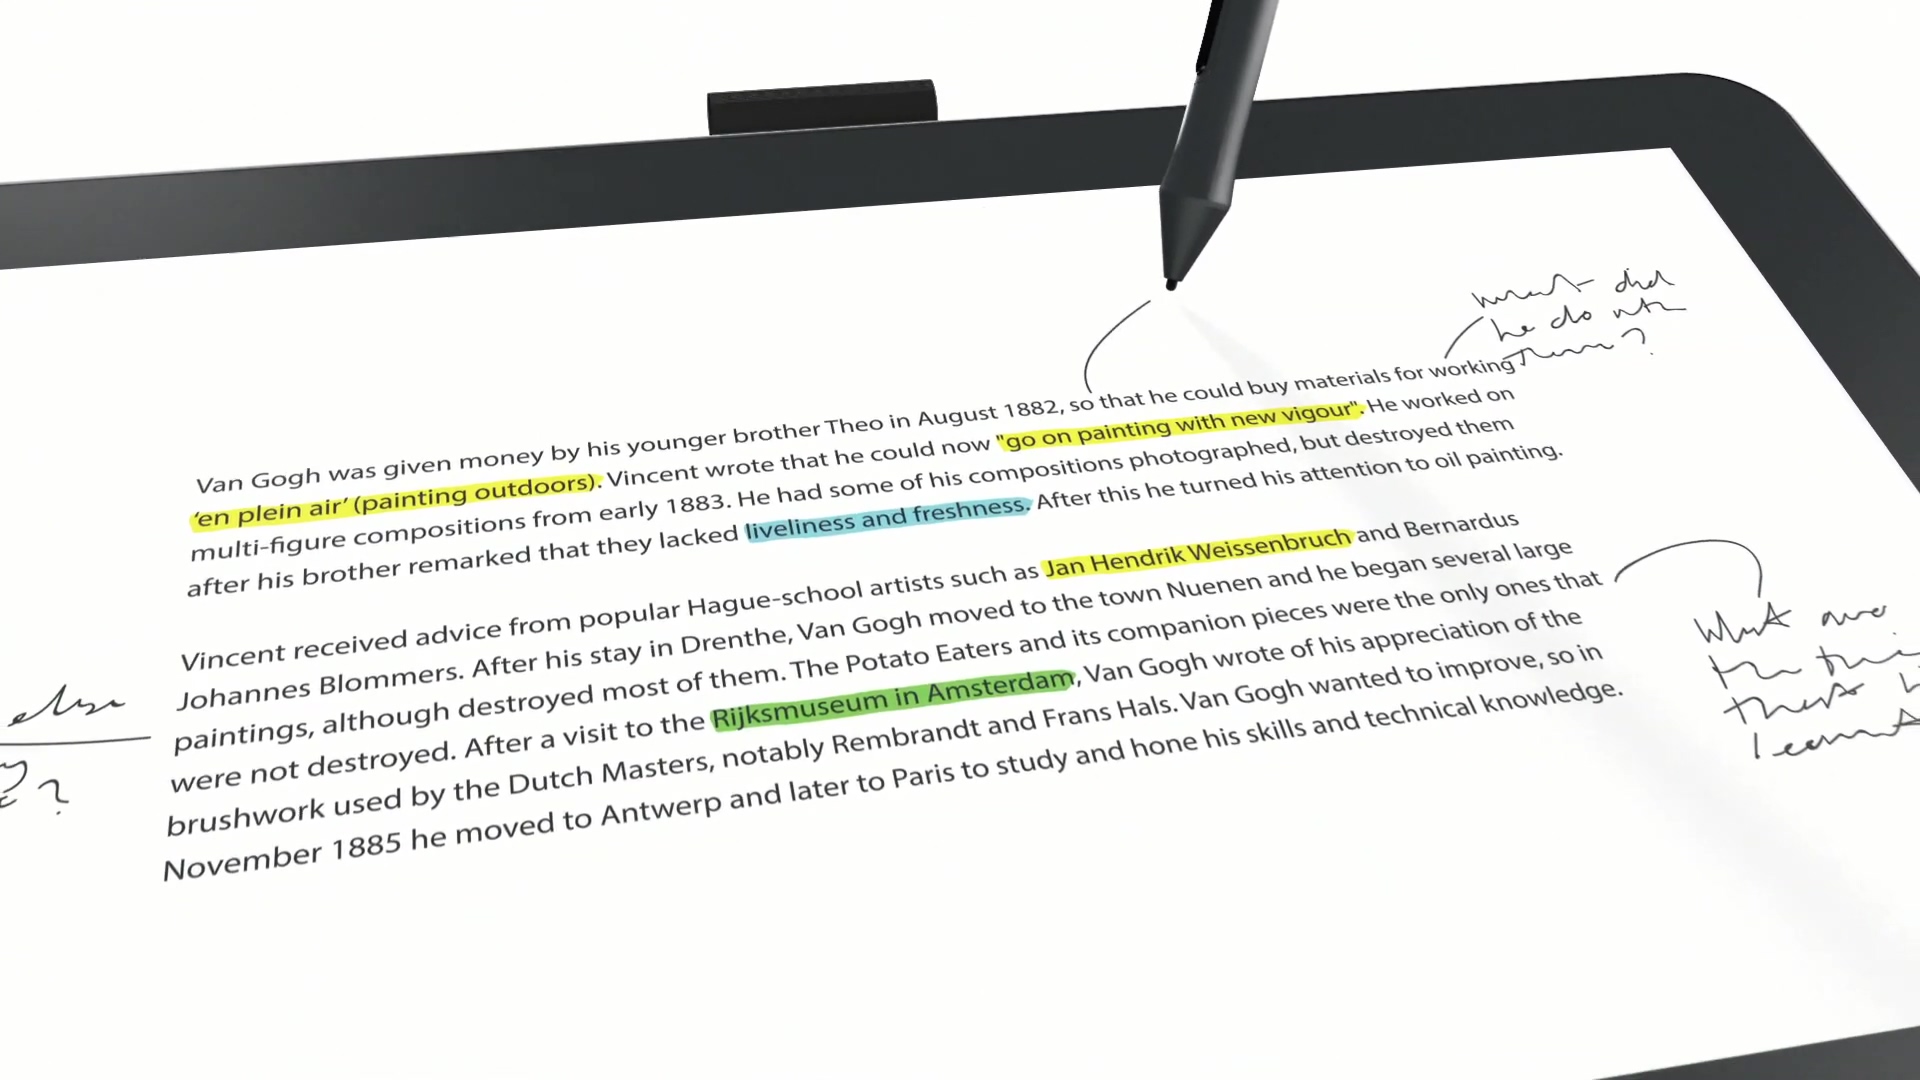 what did
he do with
them?
Van Gogh was given money by his younger brother Theo in August 1882, so that he could buy materials for working
'en plein air' (painting outdoors). Vincent wrote that he could now "go on painting with new vigour". He worked on
multi-figure compositions from early 1883. He had some of his compositions photographed, but destroyed them
after his brother remarked that they lacked liveliness and freshness. After this he turned his attention to oil painting.
Vincent received advice from popular Hague-school artists such as Jan Hendrik Weissenbruch and Bernardus
Johannes Blommers. After his stay in Drenthe, Van Gogh moved to the town Nuenen and he began several large
paintings, although destroyed most of them. The Potato Eaters and its companion pieces were the only ones that
were not destroyed. After a visit to the Rijksmuseum in Amsterdam, Van Gogh wrote of his appreciation of the
brushwork used by the Dutch Masters, notably Rembrandt and Frans Hals. Van Gogh wanted to improve, so in
November 1885 he moved to Antwerp and later to Paris to study and hone his skills and technical knowledge.
else
?
What are
the
that